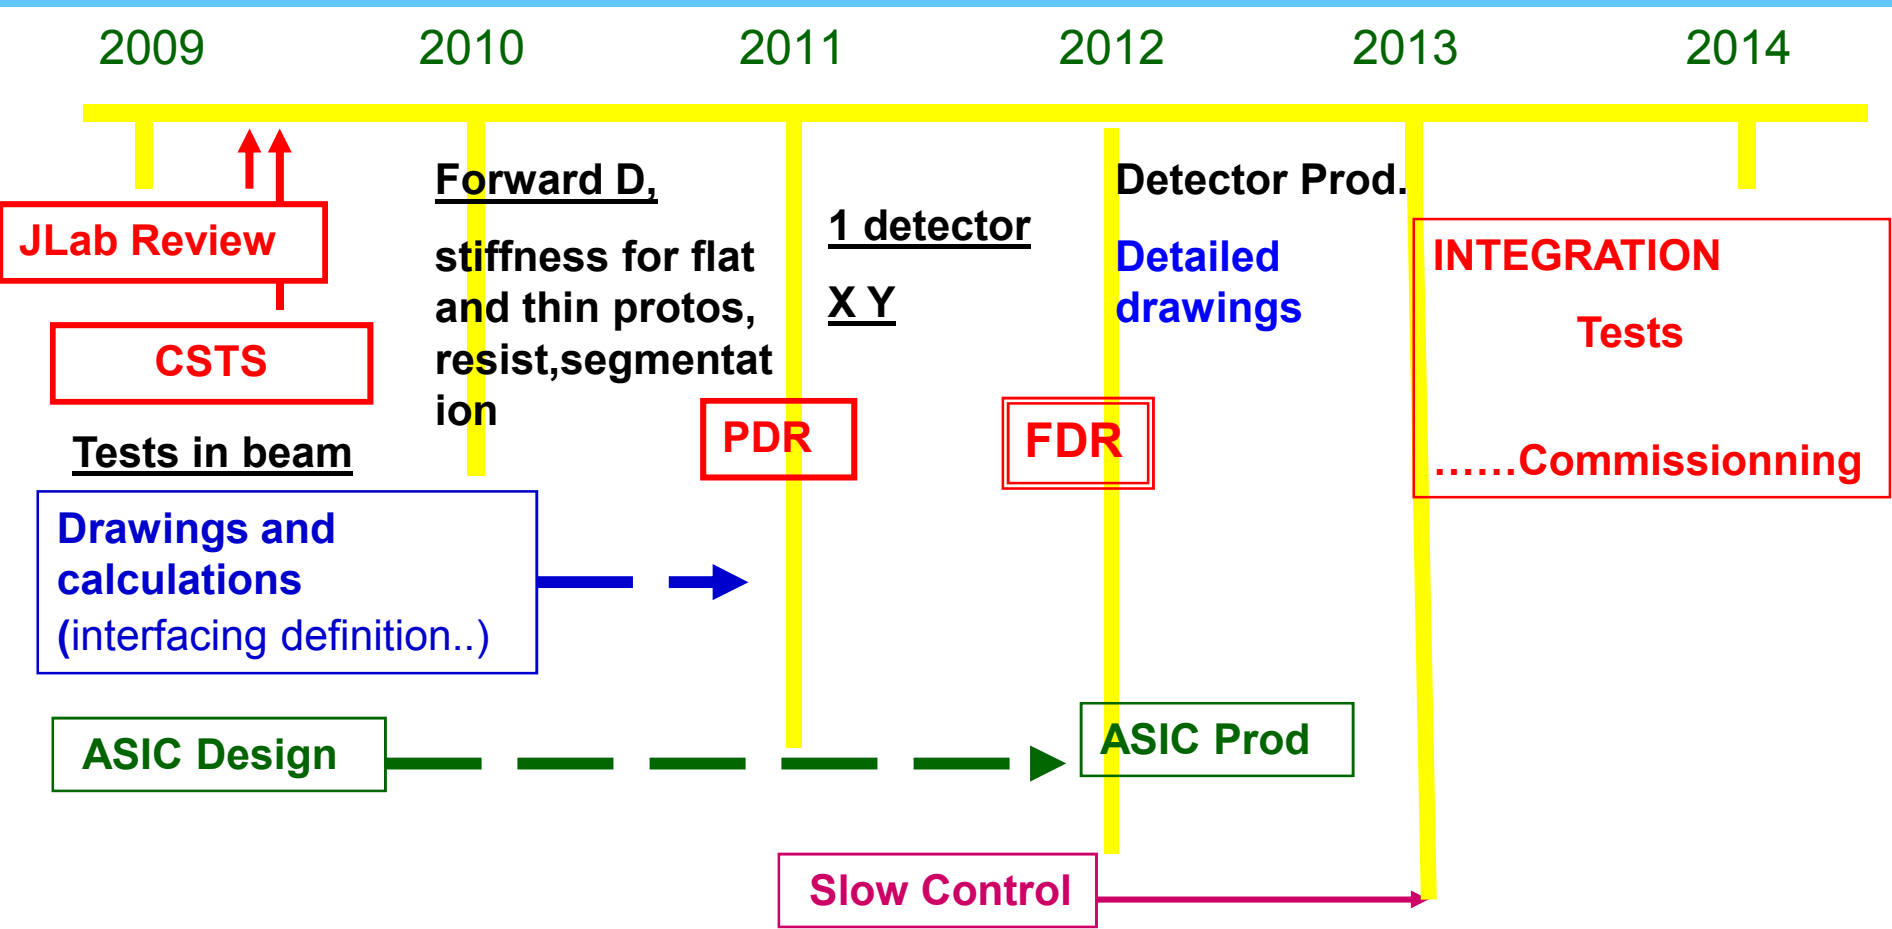 2009 2010 2011 2012 2013 2014
JLab Review
CSTS
Tests in beam
Forward D,
stiffness for flat
and thin protos,
resist,segmentat
ion
1 detector
X Y
Detector Prod.
Detailed
drawings
INTEGRATION
Tests
......Commissionning
PDR
FDR
Drawings and
calculations
(interfacing definition..)
ASIC Design
ASIC Prod
Slow Control